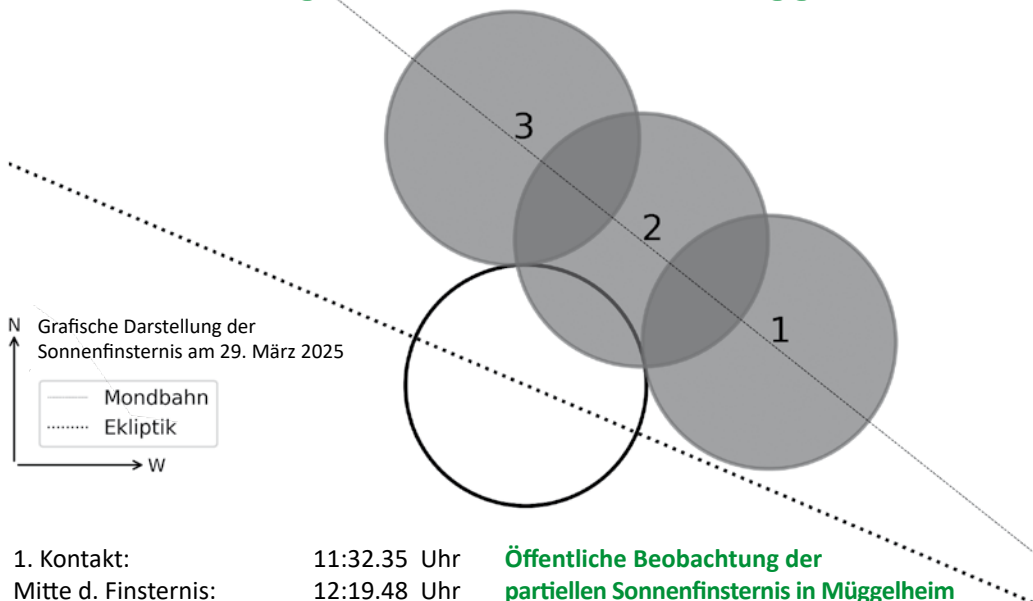 3
2
1
N
Grafische Darstellung der
Sonnenfinsternis am 29. März 2025
Mondbahn
Ekliptik
W
1. Kontakt: 11:32.35 Uhr
Mitte d. Finsternis: 12:19.48 Uhr
Öffentliche Beobachtung der
partiellen Sonnenfinsternis in Müggelheim